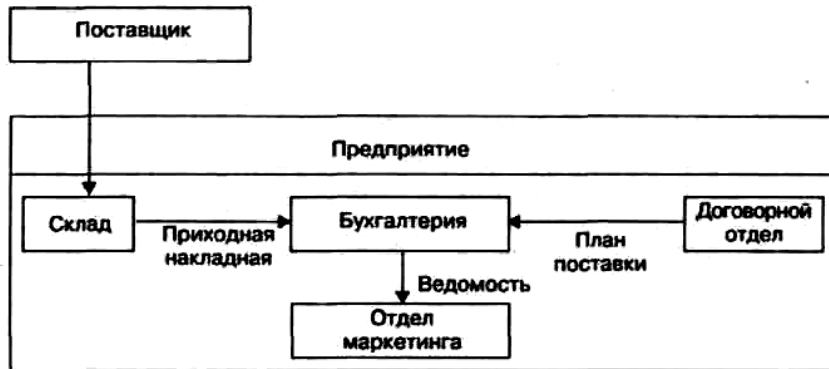 Поставщик
Предприятие
Склад
Приходная
накладная
Бухгалтерия
План
поставки
Договорной
отдел
Ведомость
Отдел
маркетинга